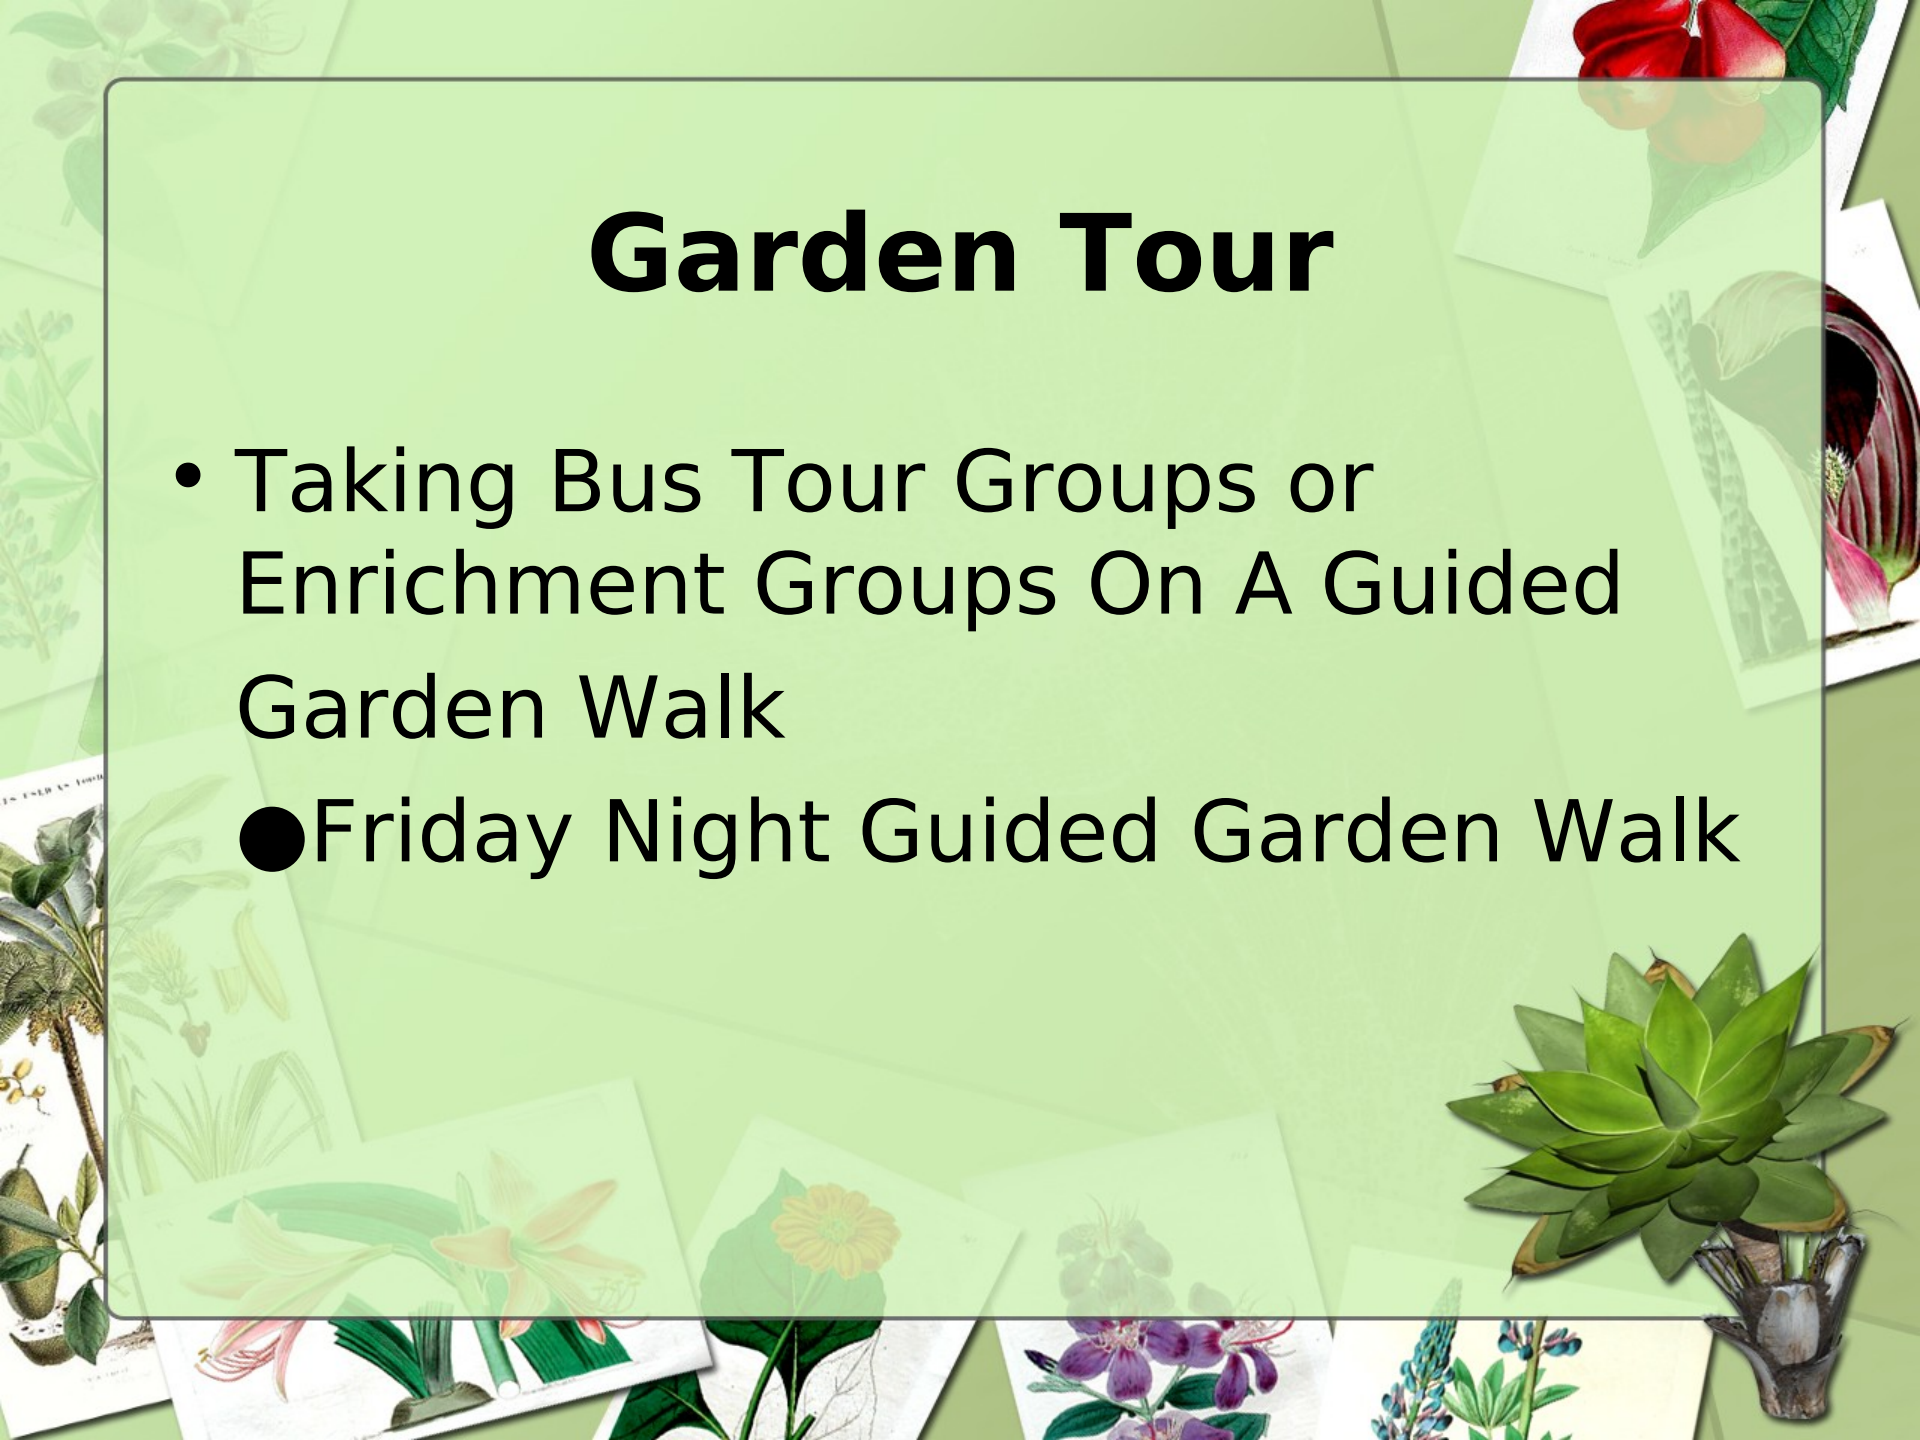 Garden Tour
• Taking Bus Tour Groups or
Enrichment Groups On A Guided
Garden Walk
●Friday Night Guided Garden Walk